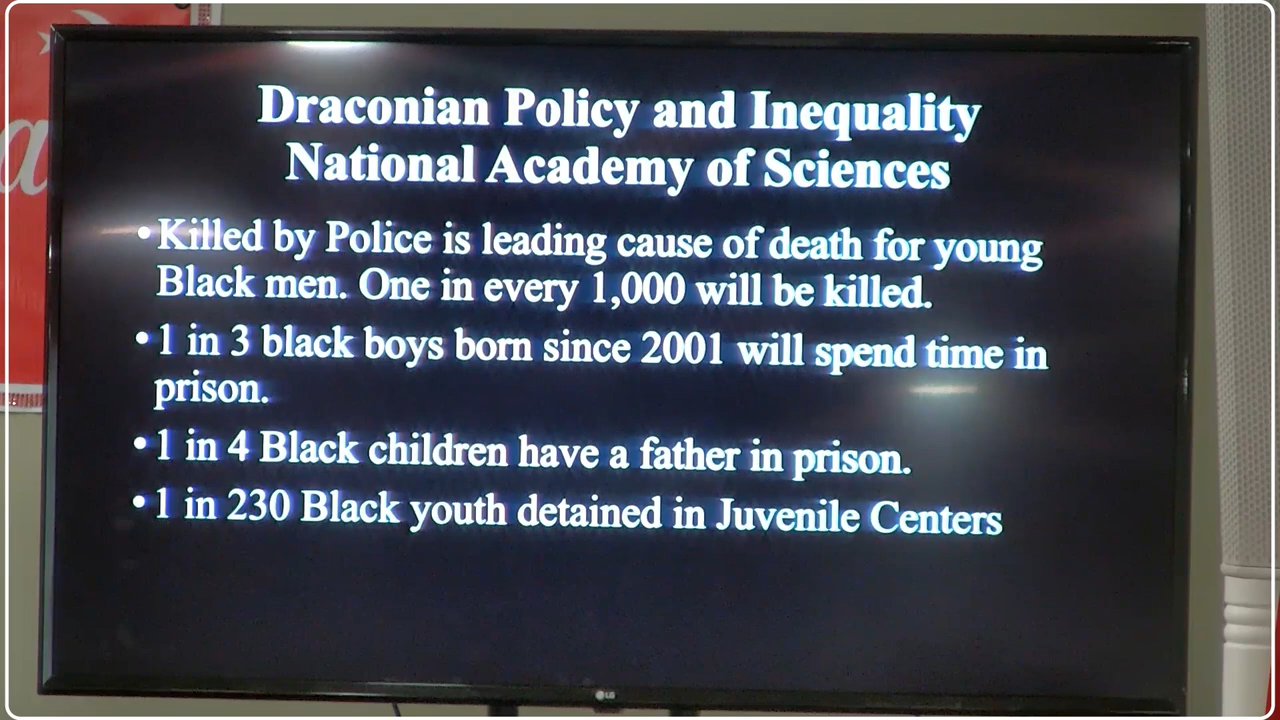 Draconian Policy and Inequality
National Academy of Sciences
•Killed by Police is leading cause of death for young
Black men. One in every 1,000 will be killed.
•1 in 3 black boys born since 2001 will spend time in
prison.
•1 in 4 Black children have a father in prison.
•1 in 230 Black youth detained in Juvenile Centers
LG